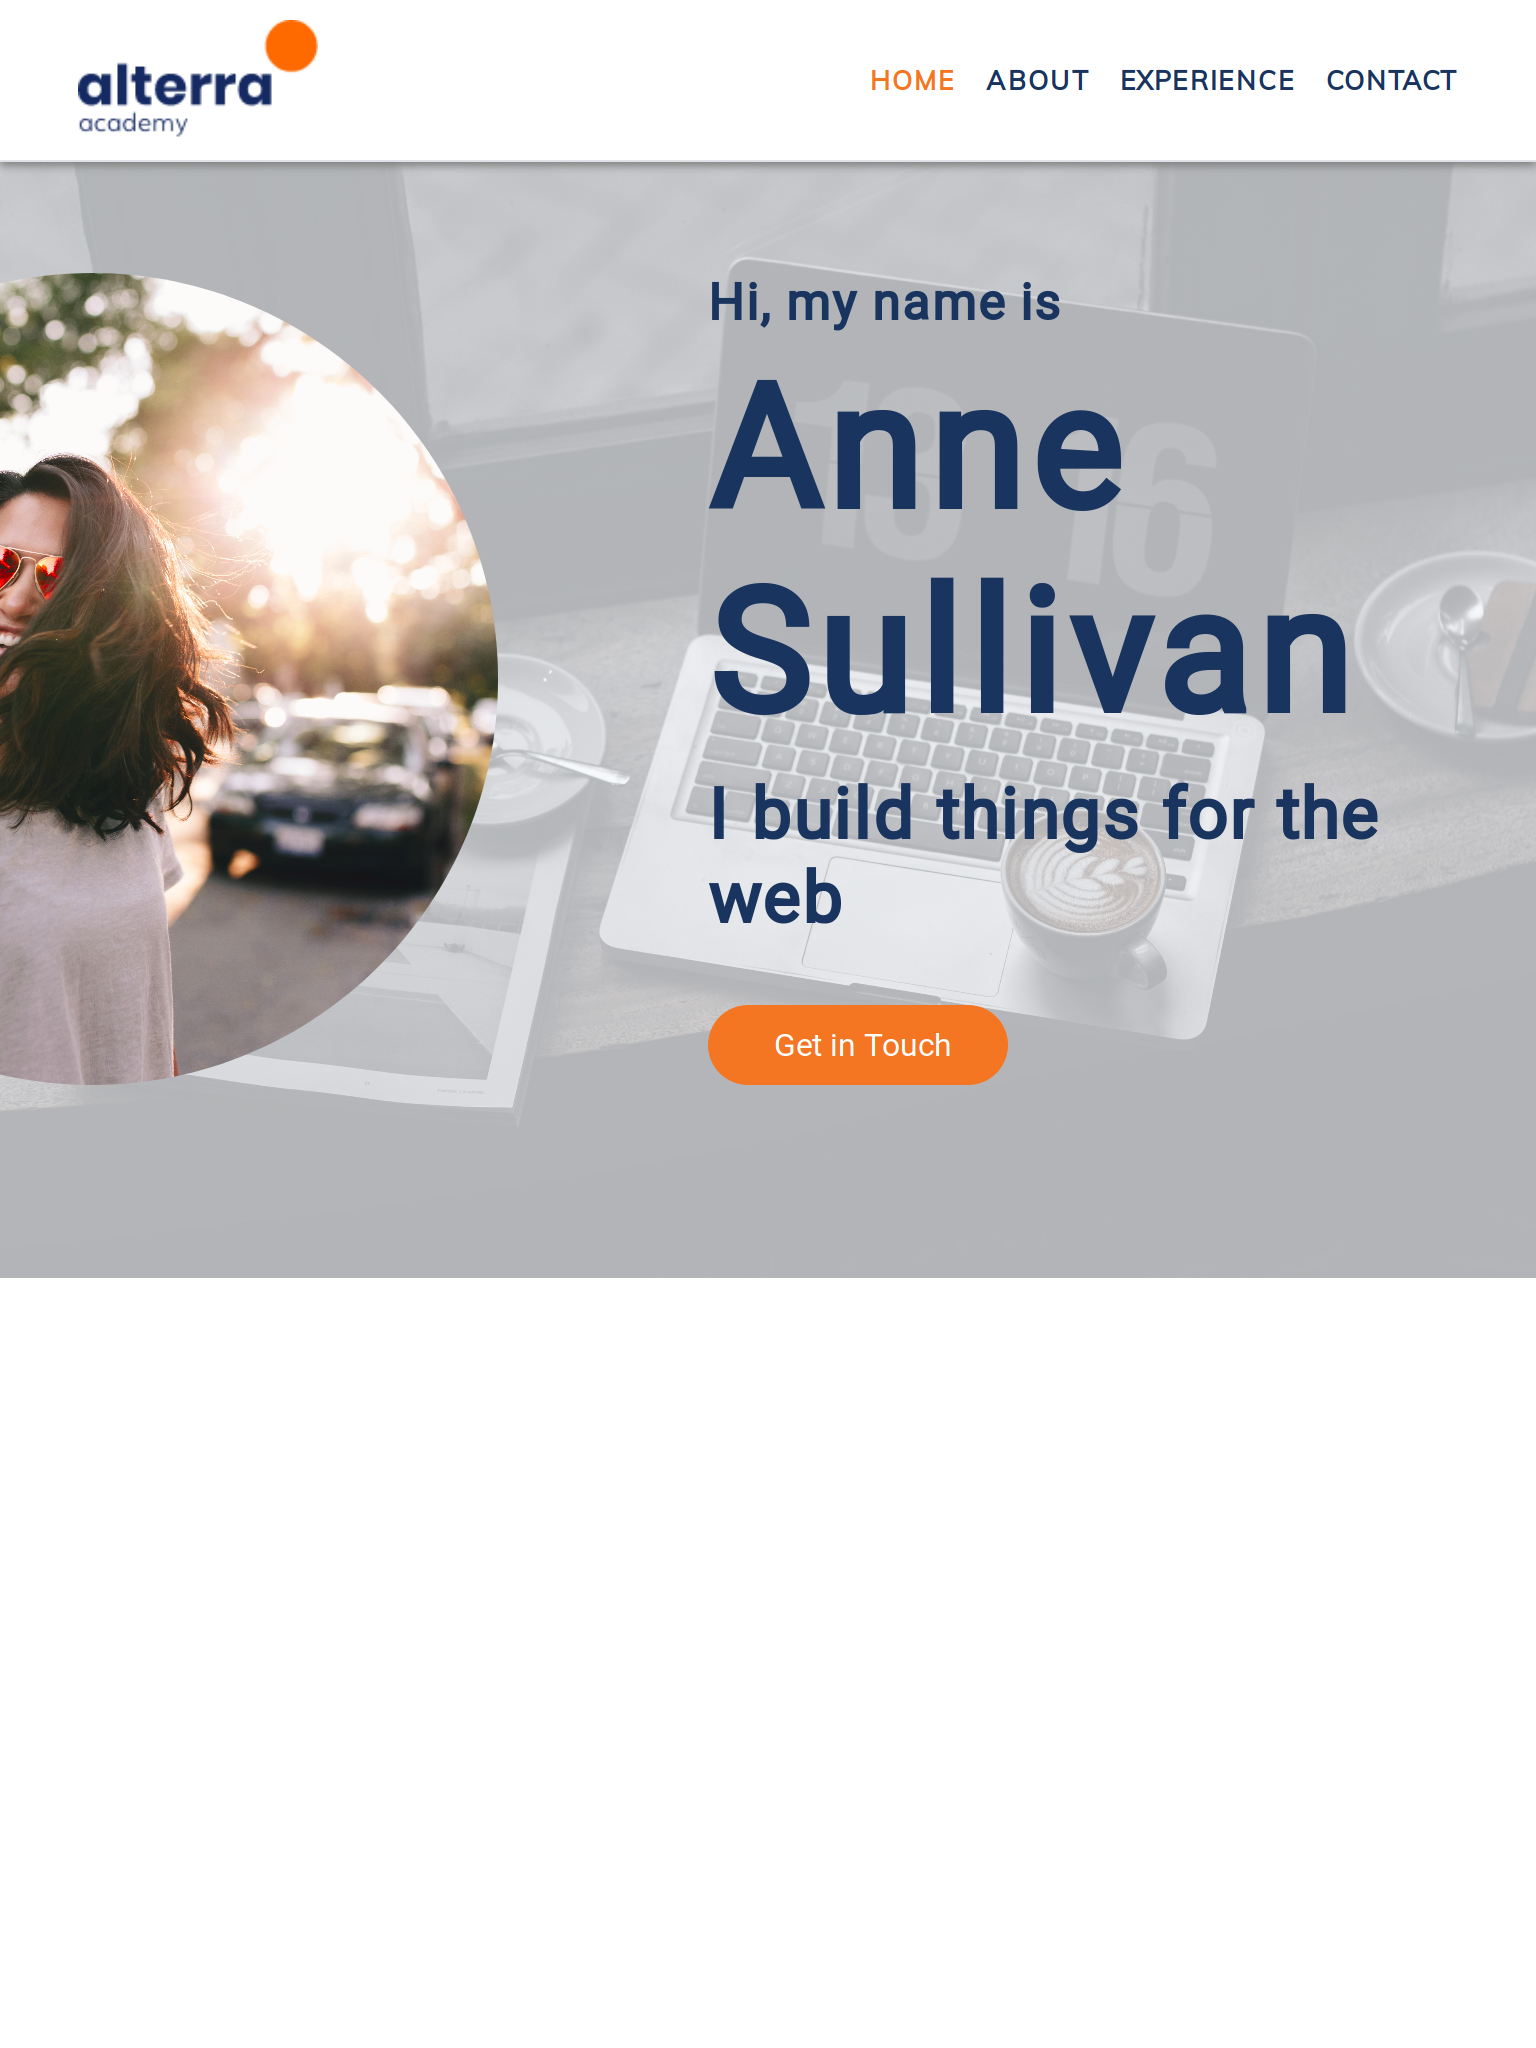 alterra
academy
HOME ABOUT EXPERIENCE CONTACT
Hi, my name is
Anne
Sullivan
I build things for the
web
Get in Touch